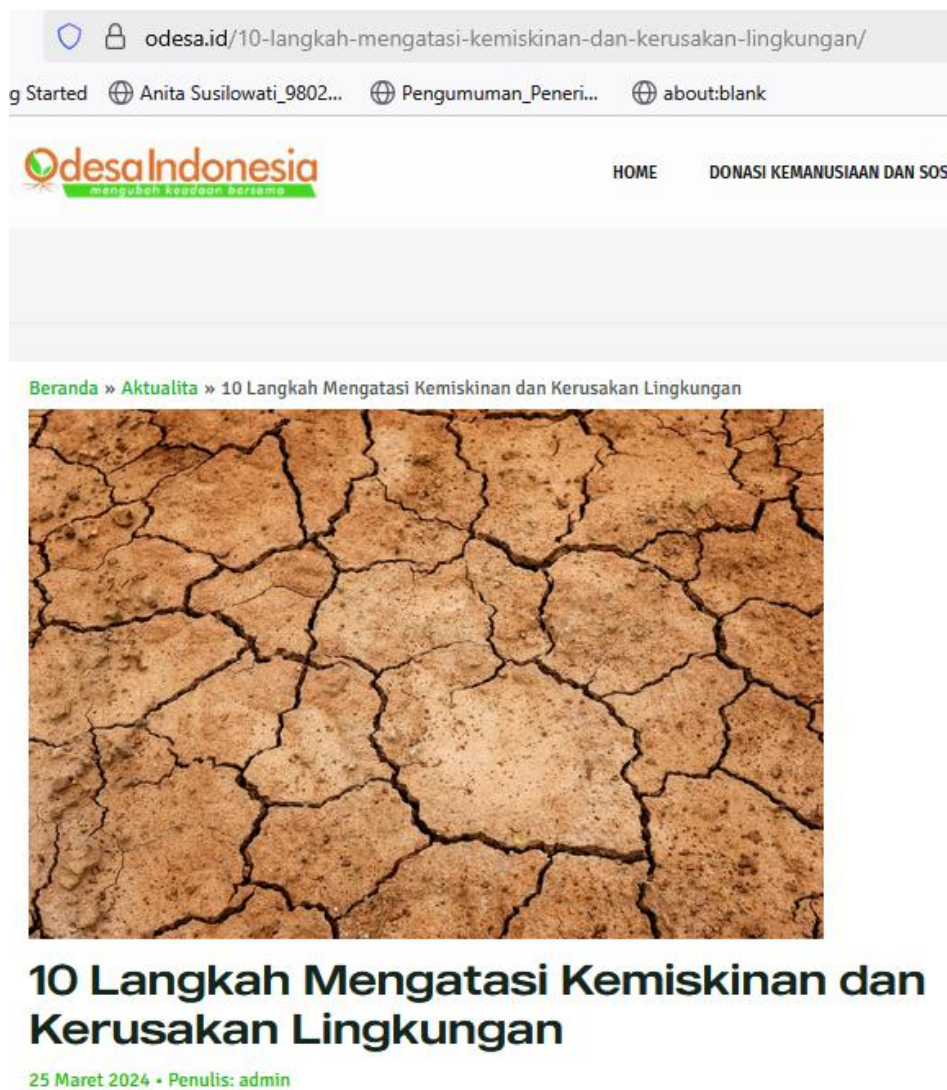 odesa.id/10-langkah-mengatasi-kemiskinan-dan-kerusakan-lingkungan/
g Started Anita Susilowati_9802... Pengumuman_Peneri... about:blank
OdesaIndonesia
mengubah keadaan bersama
HOME DONASI KEMANUSIAAN DAN SOS
Beranda » Aktualita » 10 Langkah Mengatasi Kemiskinan dan Kerusakan Lingkungan
10 Langkah Mengatasi Kemiskinan dan
Kerusakan Lingkungan
25 Maret 2024 • Penulis: admin